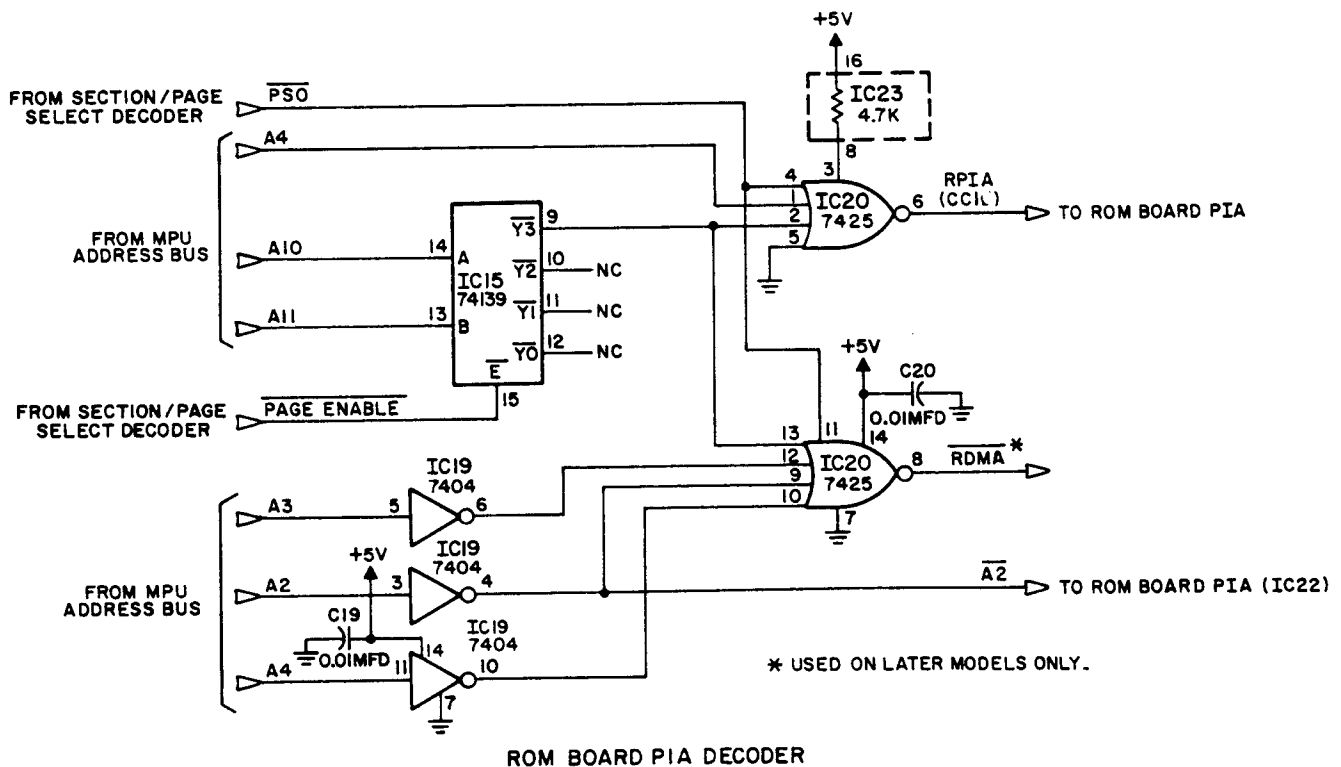 +5V
16
IC23
4.7K
8
FROM SECTION/PAGE
SELECT DECODER
PS0
A4
3
4
1
2
5
IC20
7425
6
RPIA
TO ROM BOARD PIA
FROM MPU
ADDRESS BUS
A10
14
A
A11
13
B
IC15
74139
Y3
9
Y2
10
NC
Y1
11
NC
Y0
12
NC
E
15
FROM SECTION/PAGE
SELECT DECODER
PAGE ENABLE
+5V
C20
0.01MFD
11
14
13
12
9
10
IC20
7425
8
RDMA *
7
IC19
7404
A3
5
6
FROM MPU
ADDRESS BUS
+5V
IC19
7404
A2
3
4
A2
TO ROM BOARD PIA (IC22)
C19
0.01MFD
IC19
7404
14
A4
11
10
7
* USED ON LATER MODELS ONLY.
ROM BOARD PIA DECODER